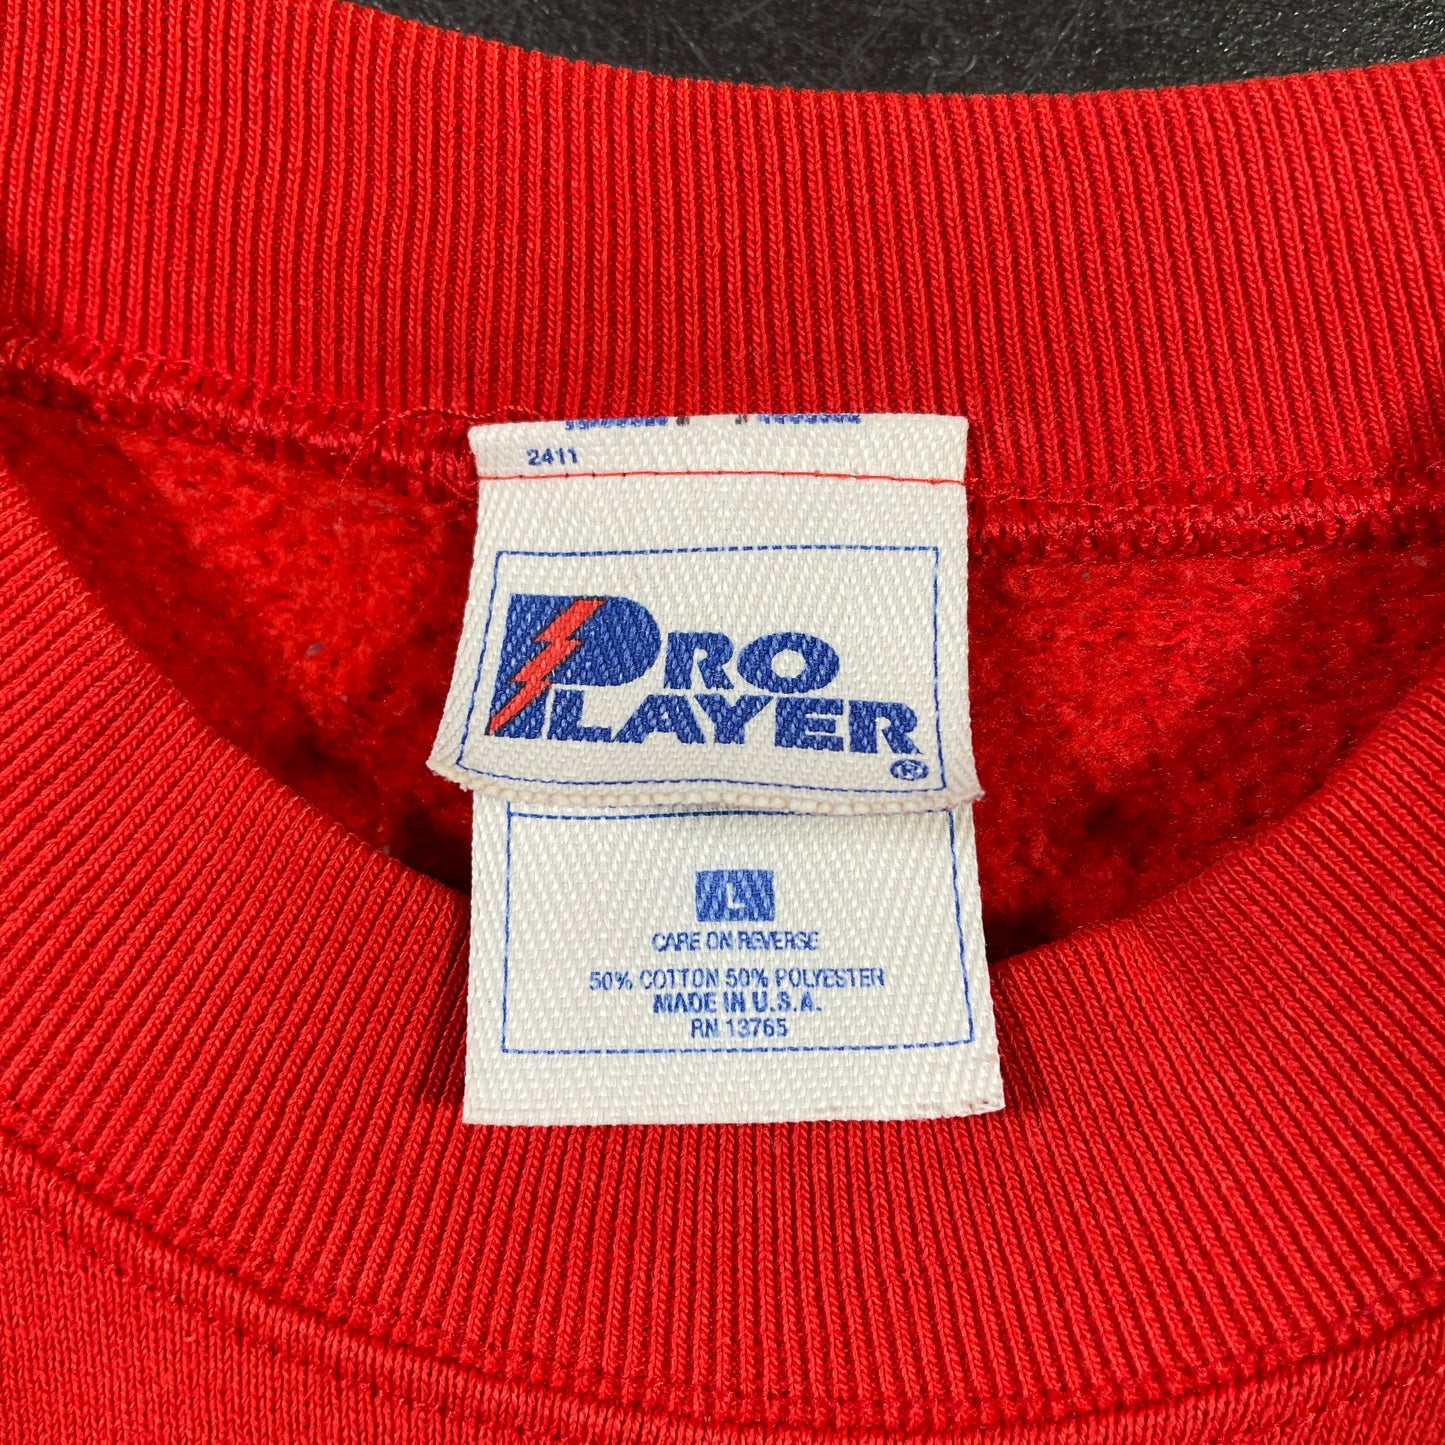 2411
PRO
PLAYER®
L
CARE ON REVERSE
50% COTTON 50% POLYESTER
MADE IN U.S.A.
RN 13765